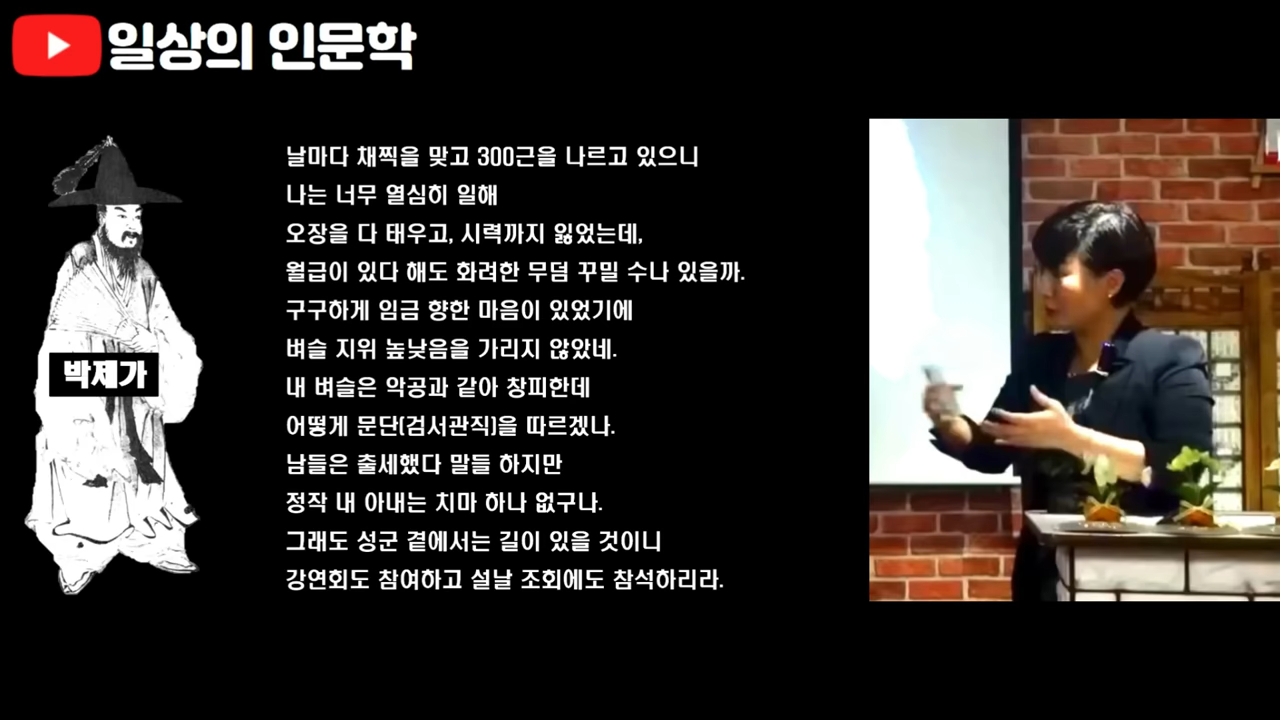 일상의 인문학
날마다 채찍을 맞고 300근을 나르고 있으니
나는 너무 열심히 일해
오장을 다 태우고, 시력까지 잃었는데,
월급이 있다 해도 화려한 무덤 꾸밀 수나 있을까.
구구하게 임금 향한 마음이 있었기에
벼슬 지위 높낮음을 가리지 않았네.
내 벼슬은 악공과 같아 창피한데
어떻게 문단(검서관직)을 따르겠나.
남들은 출세했다 말들 하지만
정작 내 아내는 치마 하나 없구나.
그래도 성군 곁에서는 길이 있을 것이니
강연회도 참여하고 설날 조회에도 참석하리라.
박제가